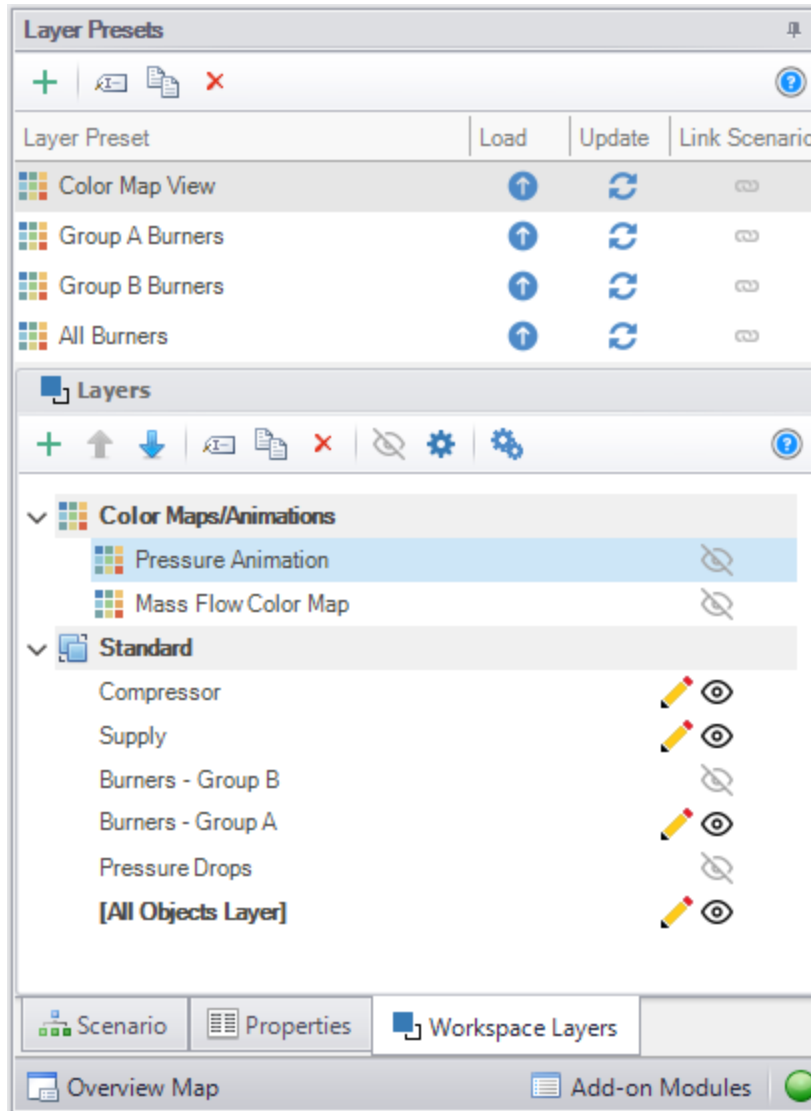 Layer Presets
Layer Preset Load Update Link Scenario
Color Map View
Group A Burners
Group B Burners
All Burners
Layers
Color Maps/Animations
Pressure Animation
Mass Flow Color Map
Standard
Compressor
Supply
Burners - Group B
Burners - Group A
Pressure Drops
[All Objects Layer]
Scenario Properties Workspace Layers
Overview Map Add-on Modules